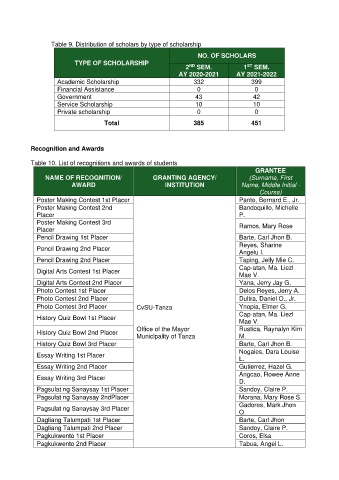 Table 9. Distribution of scholars by type of scholarship
TYPE OF SCHOLARSHIP
NO. OF SCHOLARS
2ND SEM. AY 2020-2021
1ST SEM. AY 2021-2022
Academic Scholarship 332 399
Financial Assistance 0 0
Government 43 42
Service Scholarship 10 10
Private scholarship 0 0
Total 385 451
Recognition and Awards
Table 10. List of recognitions and awards of students
NAME OF RECOGNITION/ AWARD
GRANTING AGENCY/ INSTITUTION
GRANTEE (Surname, First Name, Middle Initial - Course)
CvSU-Tanza
Office of the Mayor
Municipality of Tanza
Poster Making Contest 1st Placer Pante, Bernard E., Jr.
Poster Making Contest 2nd Placer Bandoquillo, Michelle P.
Poster Making Contest 3rd Placer Ramos, Mary Rose
Pencil Drawing 1st Placer Barte, Carl Jhon B.
Pencil Drawing 2nd Placer Reyes, Sharine Angelu I.
Pencil Drawing 2nd Placer Taping, Jelly Mie C.
Digital Arts Contest 1st Placer Cap-atan, Ma. Liezl Mae V.
Digital Arts Contest 2nd Placer Yana, Jerry Jay G.
Photo Contest 1st Placer Delos Reyes, Jerry A.
Photo Contest 2nd Placer Dultra, Daniel O., Jr.
Photo Contest 3rd Placer Ynopia, Elmer G.
History Quiz Bowl 1st Placer Cap-atan, Ma. Liezl Mae V.
History Quiz Bowl 2nd Placer Rustica, Raynalyn Kim M.
History Quiz Bowl 3rd Placer Barte, Carl Jhon B.
Essay Writing 1st Placer Nogales, Dara Louise L.
Essay Writing 2nd Placer Gutierrez, Hazel G.
Essay Writing 3rd Placer Angcao, Rowee Anne D.
Pagsulat ng Sanaysay 1st Placer Sandoy, Claire P.
Pagsulat ng Sanaysay 2ndPlacer Morana, Mary Rose S.
Pagsulat ng Sanaysay 3rd Placer Gadores, Mark Jhon O.
Dagliang Talumpati 1st Placer Barte, Carl Jhon
Dagliang Talumpati 2nd Placer Sandoy, Claire P.
Pagkukwento 1st Placer Coros, Elsa
Pagkukwento 2nd Placer Tabua, Angel L.